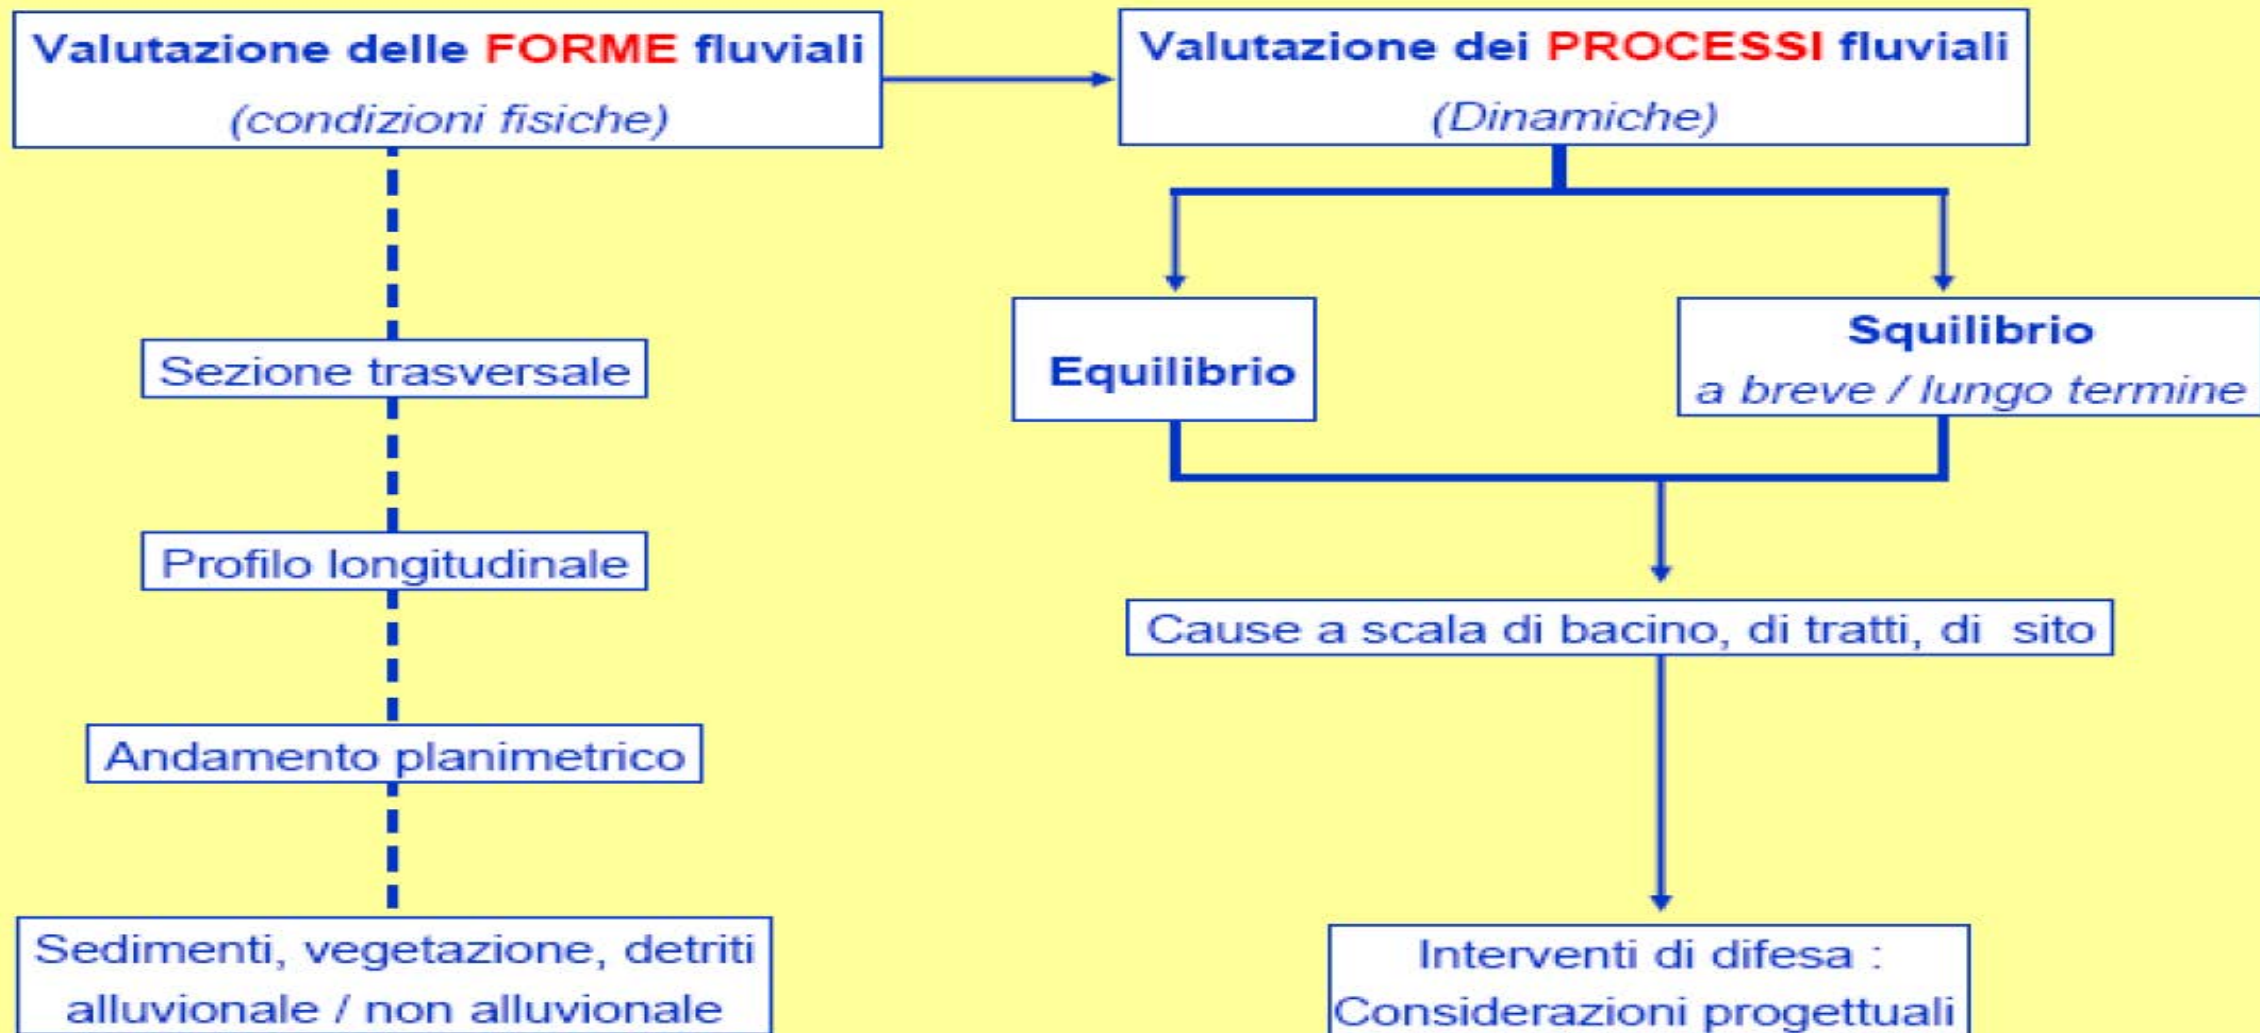 Valutazione delle FORME fluviali
(condizioni fisiche)
Valutazione dei PROCESSI fluviali
(Dinamiche)
Sezione trasversale
Profilo longitudinale
Andamento planimetrico
Sedimenti, vegetazione, detriti
alluvionale / non alluvionale
Equilibrio
Squilibrio
a breve / lungo termine
Cause a scala di bacino, di tratti, di sito
Interventi di difesa :
Considerazioni progettuali